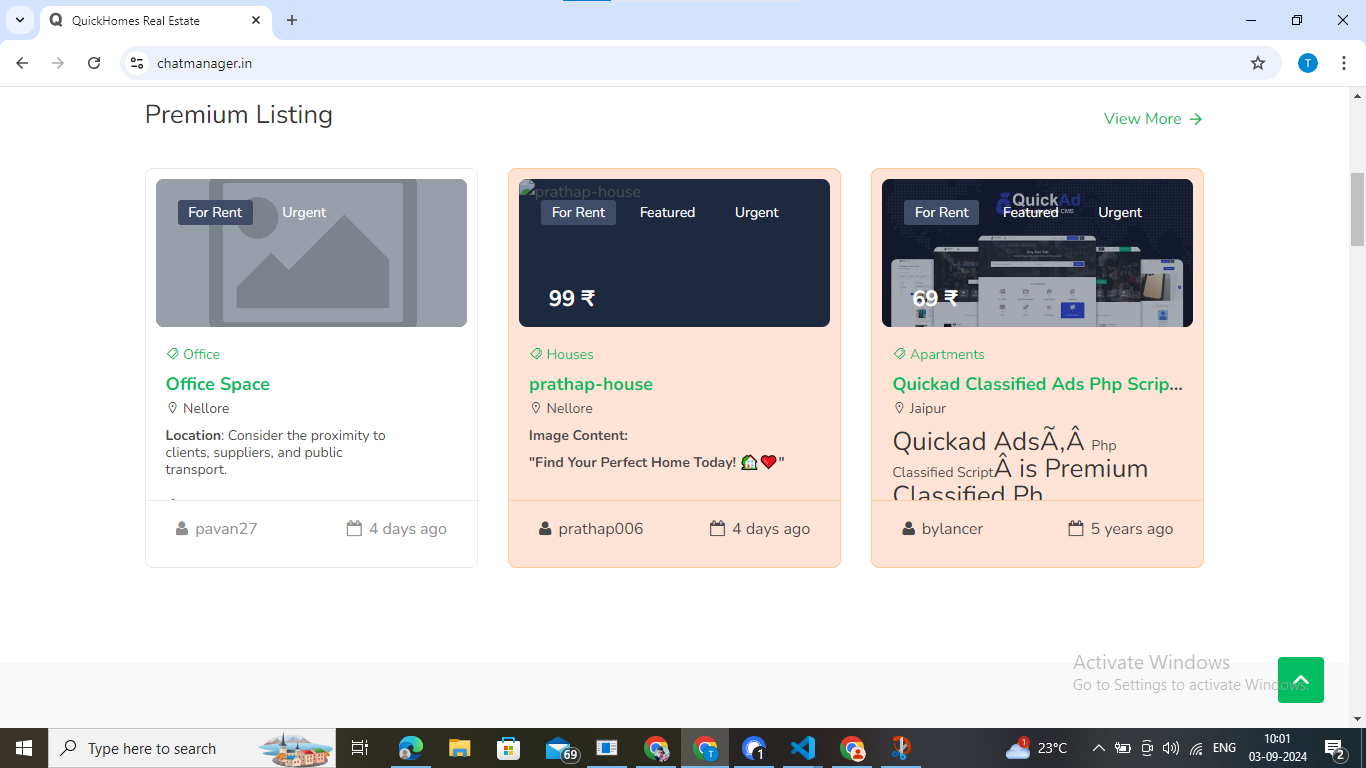 QuickHomes Real Estate
chatmanager.in
T
Premium Listing
View More
For Rent
Urgent
Office
Office Space
Nellore
Location: Consider the proximity to
clients, suppliers, and public
transport.
pavan27
4 days ago
prathap-house
For Rent
Featured
Urgent
99 ₹
Houses
prathap-house
Nellore
Image Content:
"Find Your Perfect Home Today! 🏡❤️"
prathap006
4 days ago
QuickAd
For Rent
Featured
Urgent
69 ₹
Apartments
Quickad Classified Ads Php Scrip...
Jaipur
Quickad AdsÃ‚Â Php
Classified ScriptÂ is Premium
Classified Ph
bylancer
5 years ago
Activate Windows
Go to Settings to activate Windows.
Type here to search
69
T
1
1
23°C
ENG
10:01
03-09-2024
2